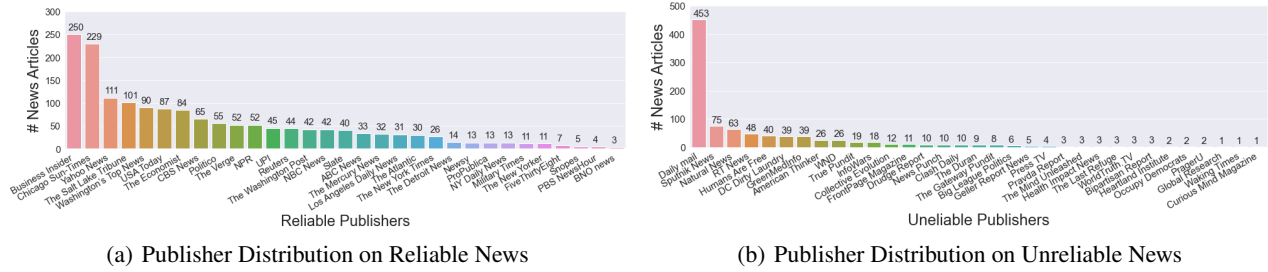 300
250
200
150
100
50
0
# News Articles
250
229
111
101
90
87
84
65
55
52
52
45
44
42
42
40
33
32
31
30
26
14
13
13
13
11
11
7
5
4
3
Business Insider
Chicago Sun-Times
Yahoo News
The Salt Lake Tribune
Washington's Top News
USA Today
The Economist
CBS News
Politico
The Verge
NPR
UPI
Reuters
The Washington Post
NBC News
Slate
ABC News
The Mercury News
Los Angeles Daily News
The Atlantic
The New York Times
The Detroit News
Newsy
ProPublica
NY Daily News
Military Times
The New Yorker
FiveThirtyEight
Snopes
PBS NewsHour
BNO news
Reliable Publishers
(a) Publisher Distribution on Reliable News
500
400
300
200
100
0
# News Articles
453
75
63
48
40
39
39
26
26
19
18
12
11
10
10
10
9
8
6
5
4
3
3
3
3
3
3
2
2
2
1
1
1
Daily mail
Sputnik News
Natural News
RT News
Humans Are Free
DC Dirty Laundry
GreenMedInfo
American Thinker
WND
True Pundit
InfoWars
Collective Evolution
FrontPage Magazine
Drudge Report
News Punch
Clash Daily
The Duran
The Gateway Pundit
Big League Politics
Geller Report News
Press TV
Pravda Report
The Mind Unleashed
Health Impact News
The Last Refuge
WorldTruth. TV
Bipartisan Report
Heartland Institute
Occupy Democrats
PragerU
Global Research
Waking Times
Curious Mind Magazine
Uneliable Publishers
(b) Publisher Distribution on Unreliable News